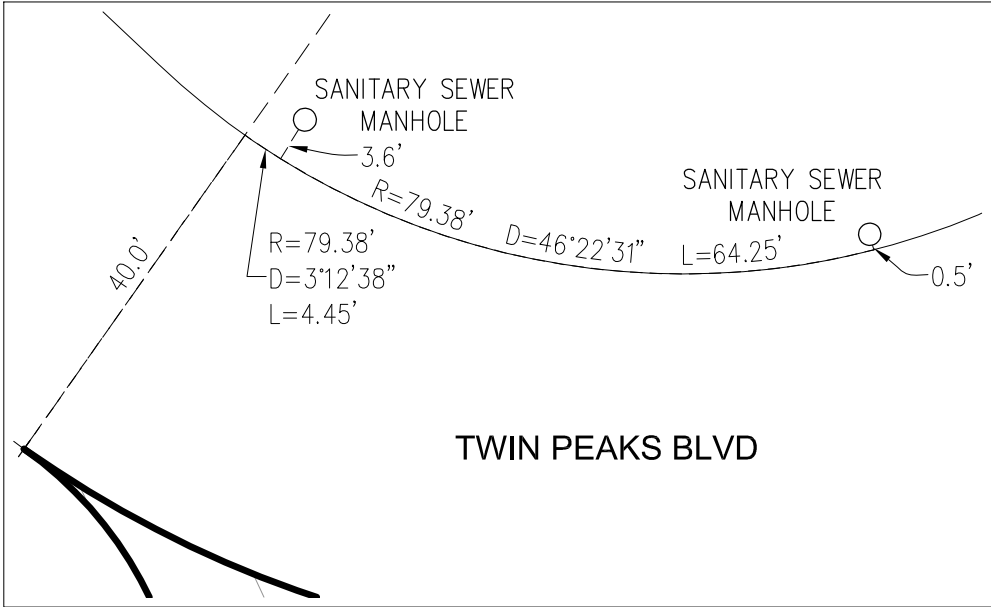 SANITARY SEWER
MANHOLE
3.6’
R=79.38’
D=46°22’31”
L=64.25’
SANITARY SEWER
MANHOLE
0.5’
40.0’
R=79.38’
D=3°12’38”
L=4.45’
TWIN PEAKS BLVD